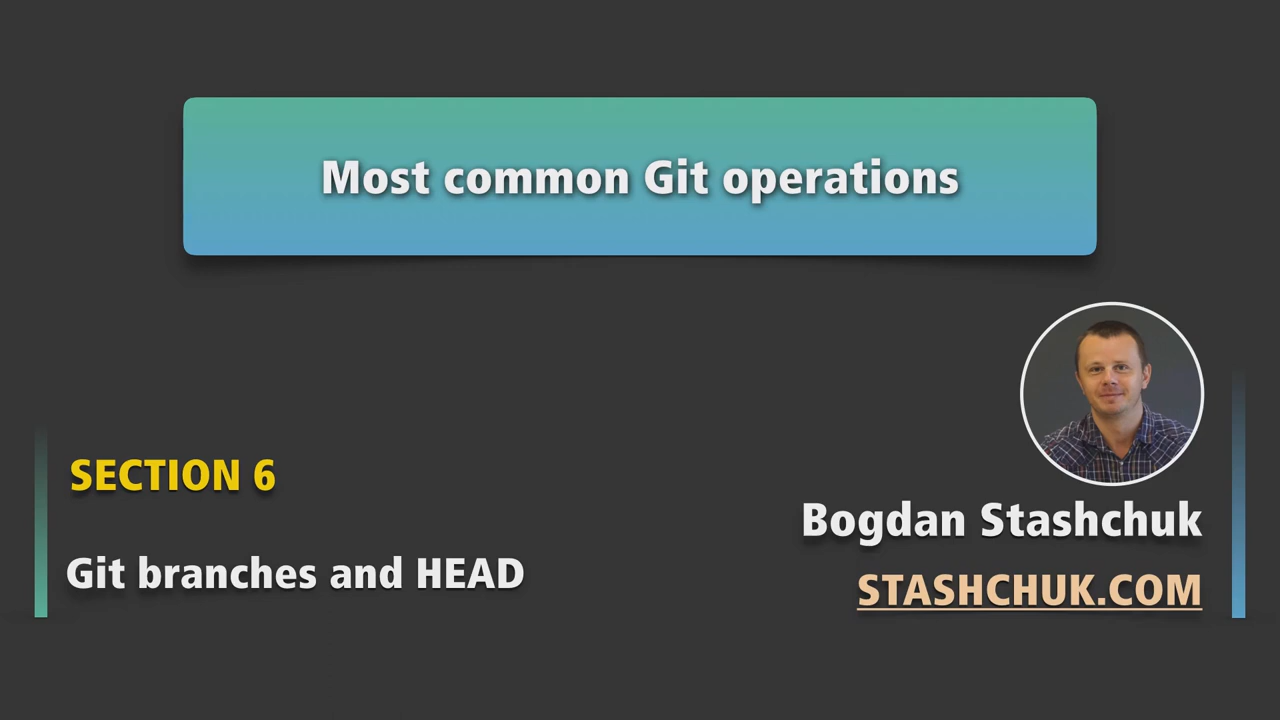 Most common Git operations
SECTION 6
Git branches and HEAD
Bogdan Stashchuk
STASHCHUK.COM